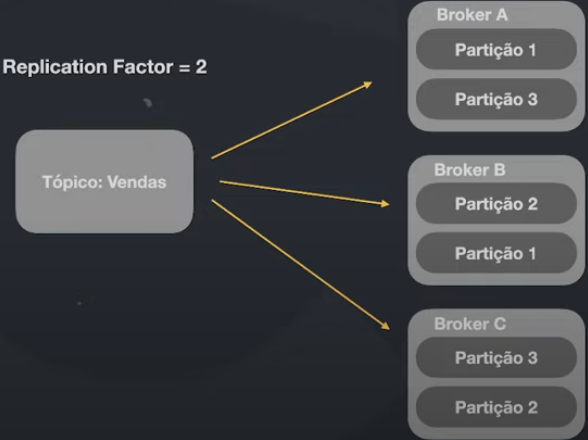 Replication Factor = 2
Tópico: Vendas
Broker A
Partição 1
Partição 3
Broker B
Partição 2
Partição 1
Broker C
Partição 3
Partição 2